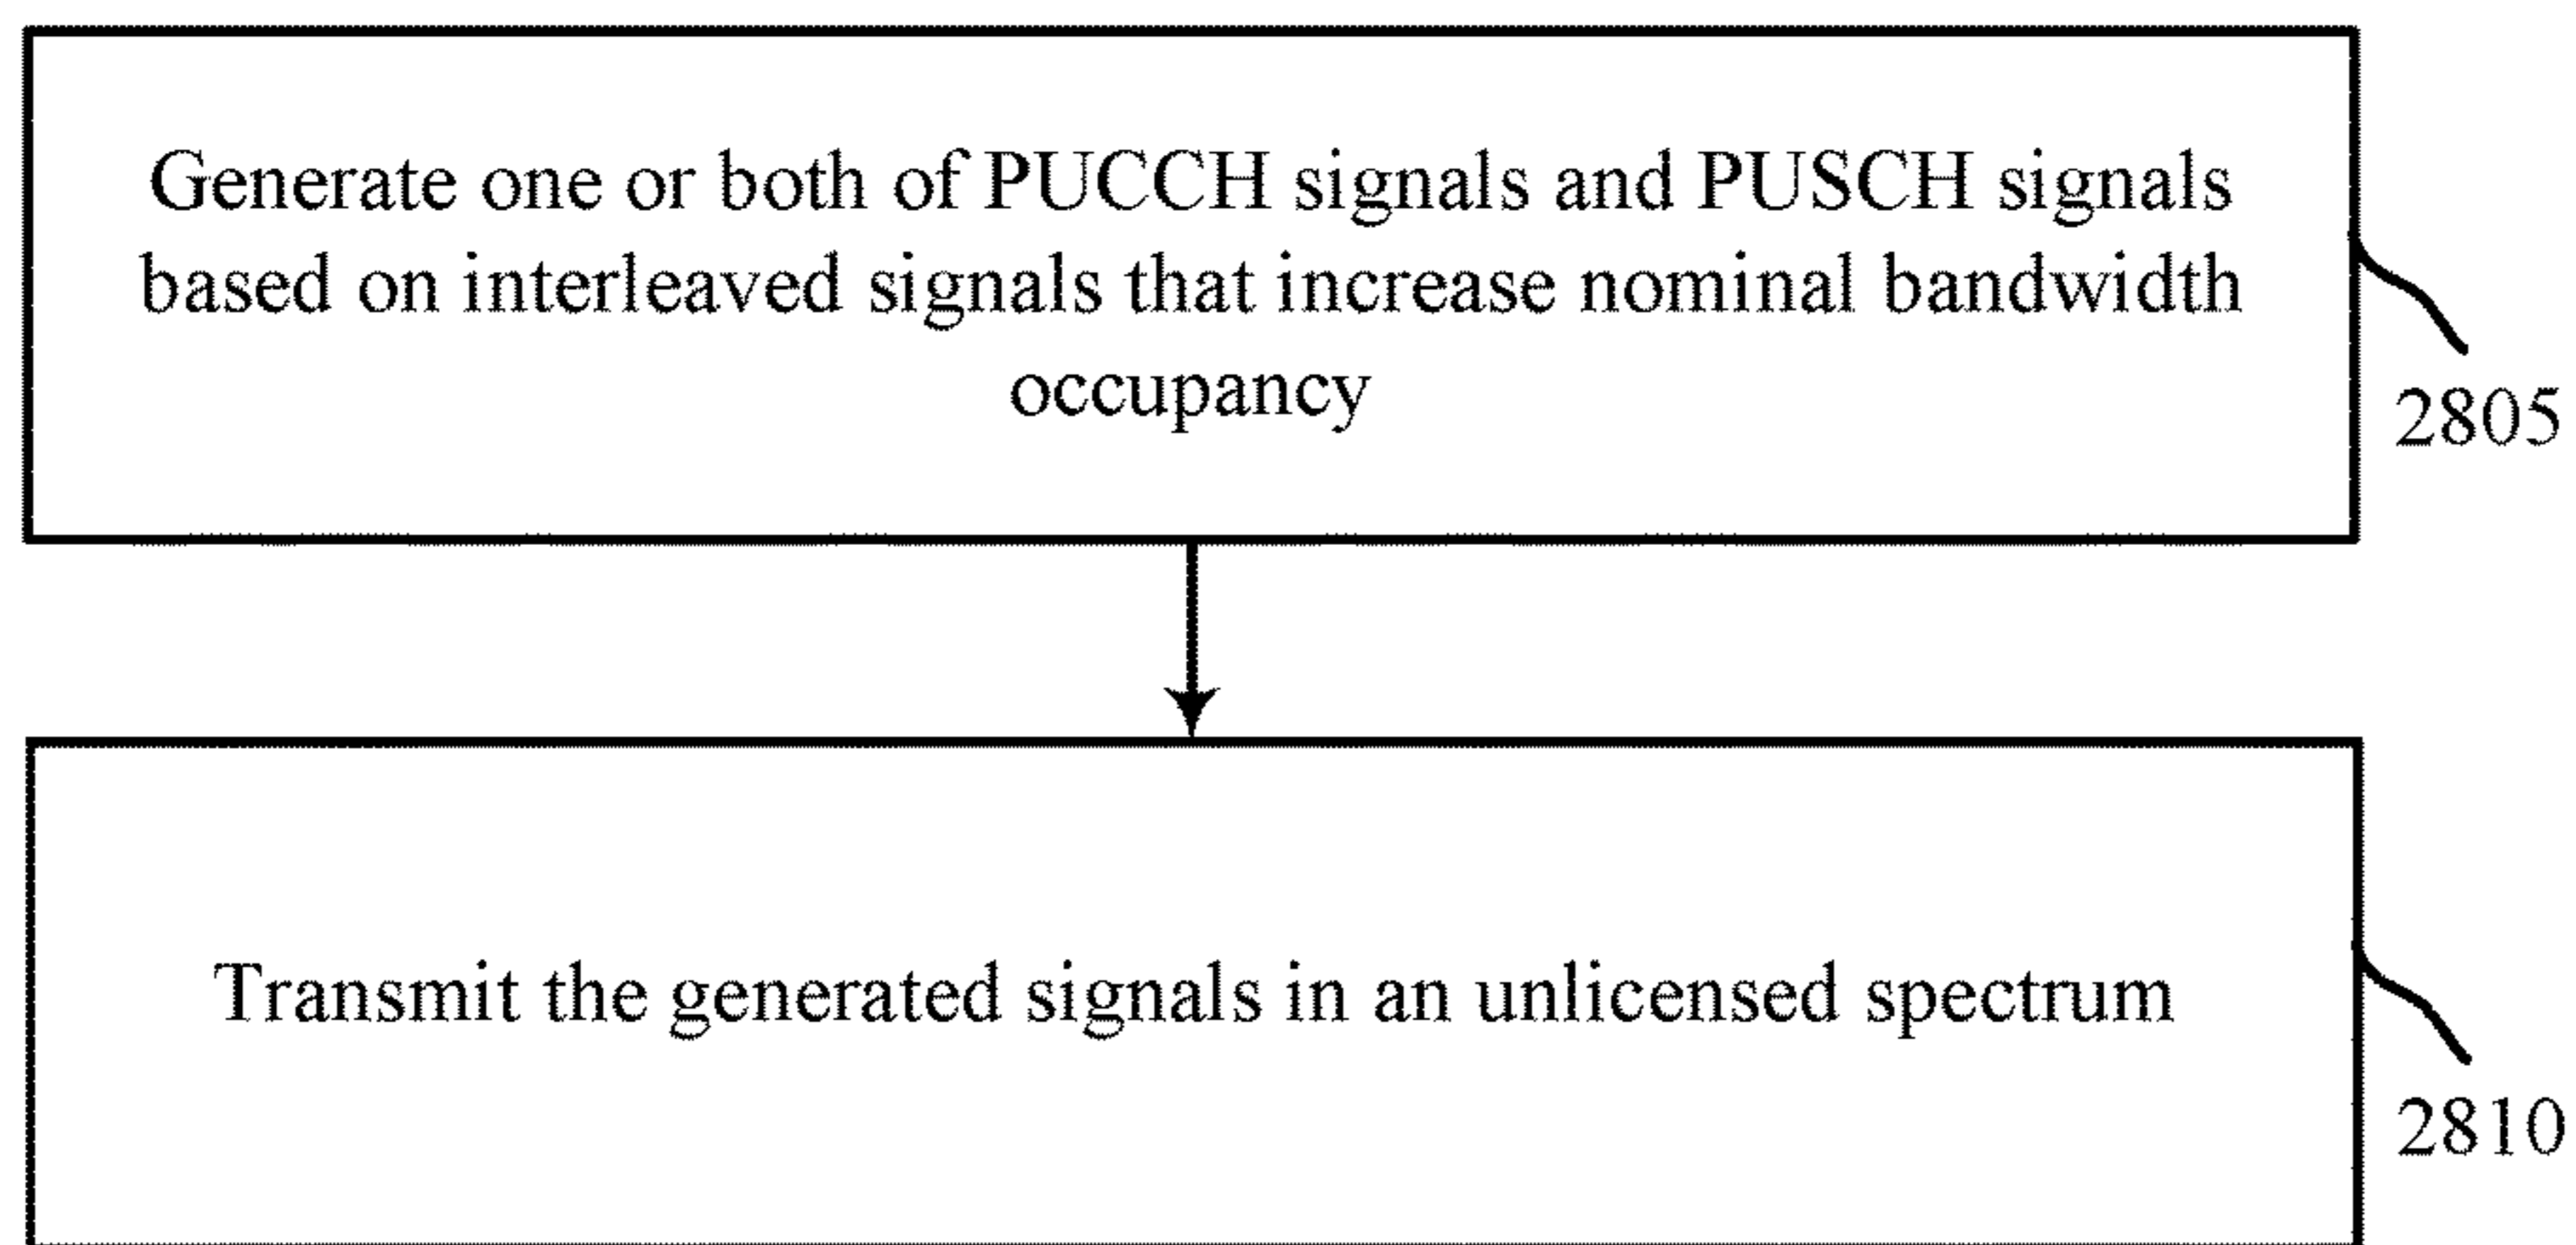 Generate one or both of PUCCH signals and PUSCH signals
based on interleaved signals that increase nominal bandwidth
occupancy
2805
Transmit the generated signals in an unlicensed spectrum
2810